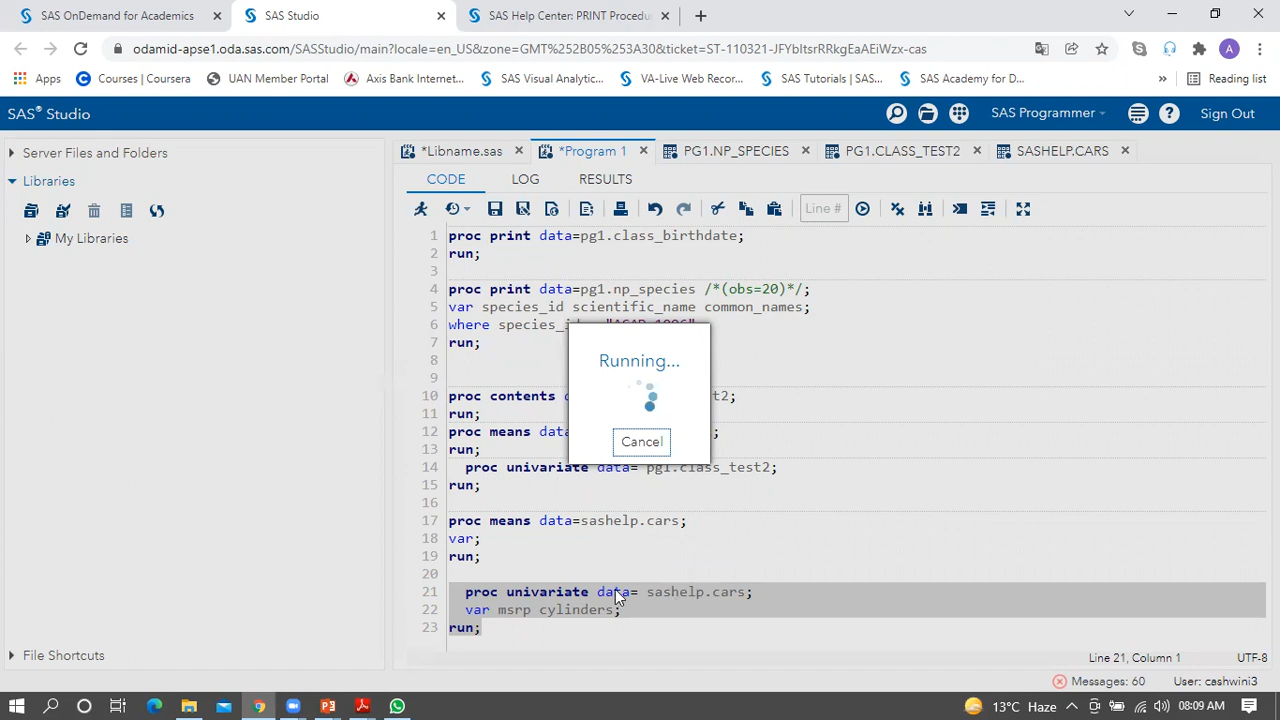 SAS OnDemand for Academics
SAS Studio
SAS Help Center: PRINT Procedu
odamid-apse1.oda.sas.com/SASStudio/main?locale=en_US&zone=GMT%252B05%253A30&ticket=ST-110321-JFYbItsrRRkgEaAEiWzx-cas
A
Apps
Courses | Coursera
UAN Member Portal
Axis Bank Internet...
SAS Visual Analytic...
VA-Live Web Recor...
SAS Tutorials | SAS...
SAS Academy for D...
»
Reading list
SAS® Studio
SAS Programmer
Sign Out
Server Files and Folders
Libraries
My Libraries
File Shortcuts
*Libname.sas
*Program 1
PG1.NP_SPECIES
PG1.CLASS_TEST2
SASHELP.CARS
CODE
LOG
RESULTS
Line #
1 proc print data=pg1.class_birthdate;
2 run;
3
4 proc print data=pg1.np_species /*(obs=20)*/;
5 var species_id scientific_name common_names;
6 where species_i
7 run;
8
9
10 proc contents t2;
11 run;
12 proc means dat ;
13 run;
14 proc univariate data= pg1.class_test2;
15 run;
16
17 proc means data=sashelp.cars;
18 var;
19 run;
20
21 proc univariate data= sashelp.cars;
22 var msrp cylinders;
23 run;
Running...
Cancel
Line 21, Column 1
UTF-8
Messages: 60
User: cashwini3
13°C Haze
08:09 AM